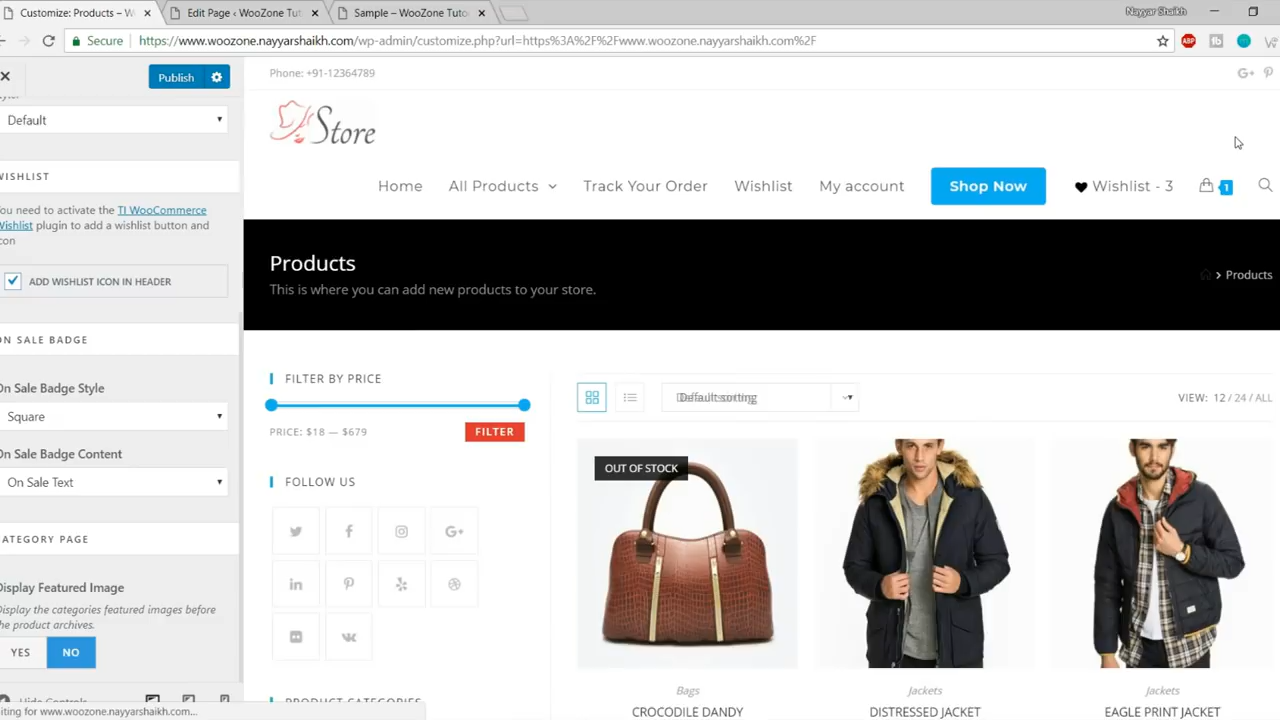 Customize: Products – W
Edit Page ‹ WooZone Tut
Sample – WooZone Tuto
Nayyar Shaikh
Secure
https://www.woozone.nayyarshaikh.com/wp-admin/customize.php?url=https%3A%2F%2Fwww.woozone.nayyarshaikh.com%2F
ABP
Publish
Phone: +91-12364789
Default
Store
Home
All Products
Track Your Order
Wishlist
My account
Shop Now
Wishlist - 3
1
WISHLIST
You need to activate the TI WooCommerce
Wishlist plugin to add a wishlist button and
icon
ADD WISHLIST ICON IN HEADER
Products
This is where you can add new products to your store.
Products
ON SALE BADGE
On Sale Badge Style
Square
On Sale Badge Content
On Sale Text
CATEGORY PAGE
Display Featured Image
Display the categories featured images before
the product archives.
YES
NO
Hide Controls
iting for www.woozone.nayyarshaikh.com...
FILTER BY PRICE
PRICE: $18 — $679
FILTER
FOLLOW US
PRODUCT CATEGORIES
Default sorting
VIEW: 12 / 24 / ALL
OUT OF STOCK
Bags
CROCODILE DANDY
Jackets
DISTRESSED JACKET
Jackets
EAGLE PRINT JACKET